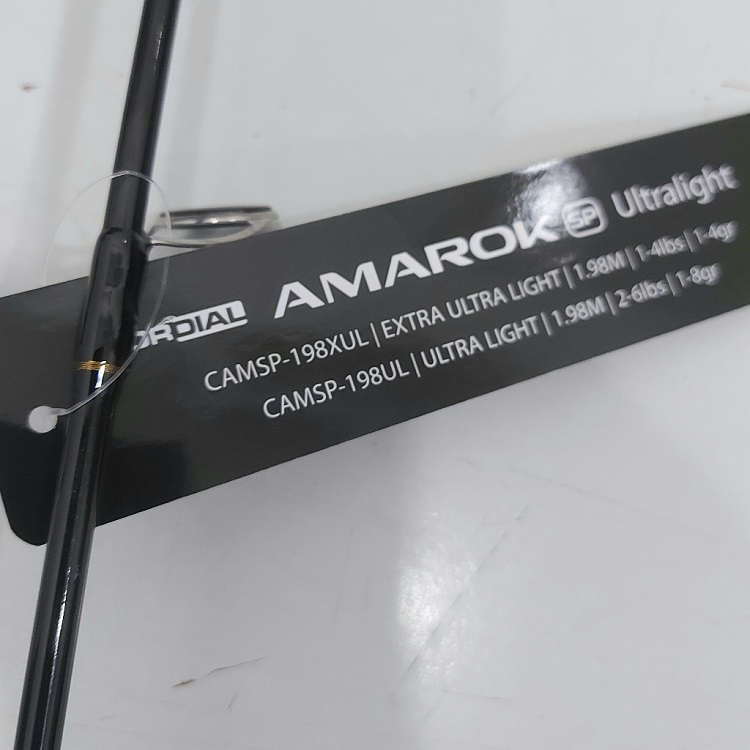 ORDIAL AMAROK SP Ultralight
CAMSP-198XUL | EXTRA ULTRA LIGHT | 1.98M | 1-4lbs | 1-4gr
CAMSP-198UL | ULTRA LIGHT | 1.98M | 2-6lbs | 1-8gr